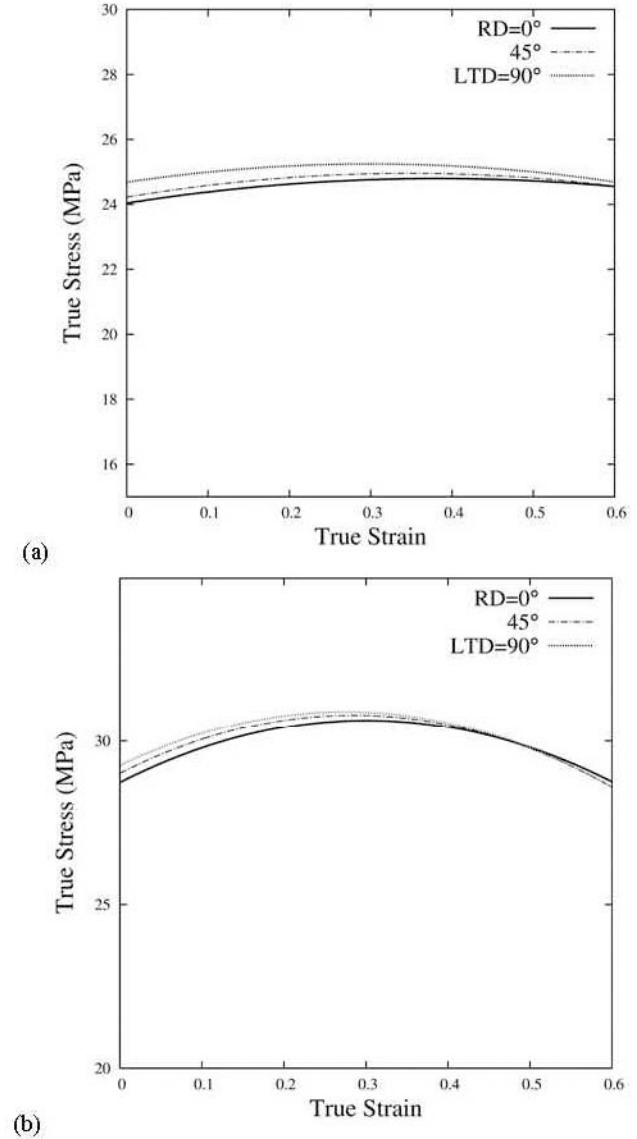 30
28
26
24
22
20
18
16
True Stress (MPa)
RD=0°
45°
LTD=90°
0 0.1 0.2 0.3 0.4 0.5 0.6
True Strain
(a)
30
25
20
True Stress (MPa)
RD=0°
45°
LTD=90°
0 0.1 0.2 0.3 0.4 0.5 0.6
True Strain
(b)